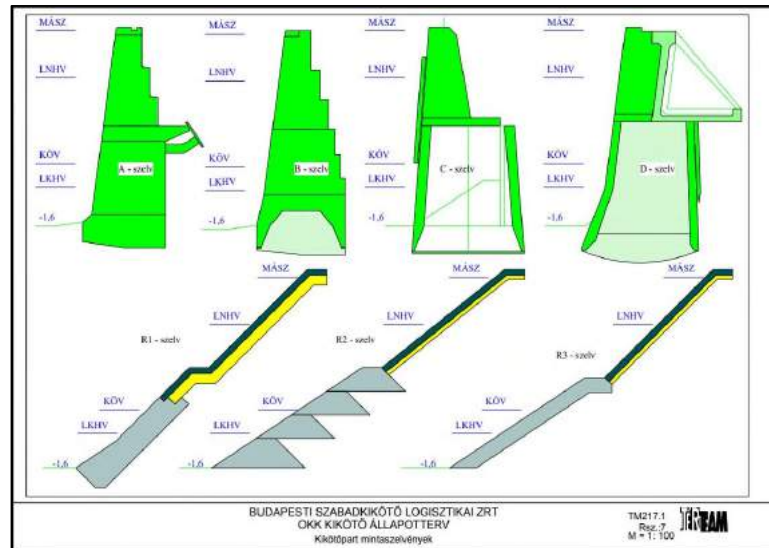 MÁSZ
MÁSZ
MÁSZ
MÁSZ
LNHV
LNHV
LNHV
LNHV
KÖV
KÖV
KÖV
KÖV
A - szelv
B - szelv
C - szelv
D - szelv
LKHV
LKHV
LKHV
LKHV
-1,6
-1,6
-1,6
-1,6
MÁSZ
MÁSZ
MÁSZ
LNHV
LNHV
LNHV
R1 - szelv
R2 - szelv
R3 - szelv
KÖV
KÖV
KÖV
LKHV
LKHV
LKHV
-1,6
-1,6
-1,6
BUDAPESTI SZABADKIKÖTŐ LOGISZTIKAI ZRT
OKK KIKÖTŐ ÁLLAPOTTERV
Kikötőpart mintaszelvények
TM217.1
Rsz.:7
M = 1: 100
TÉRTEAM